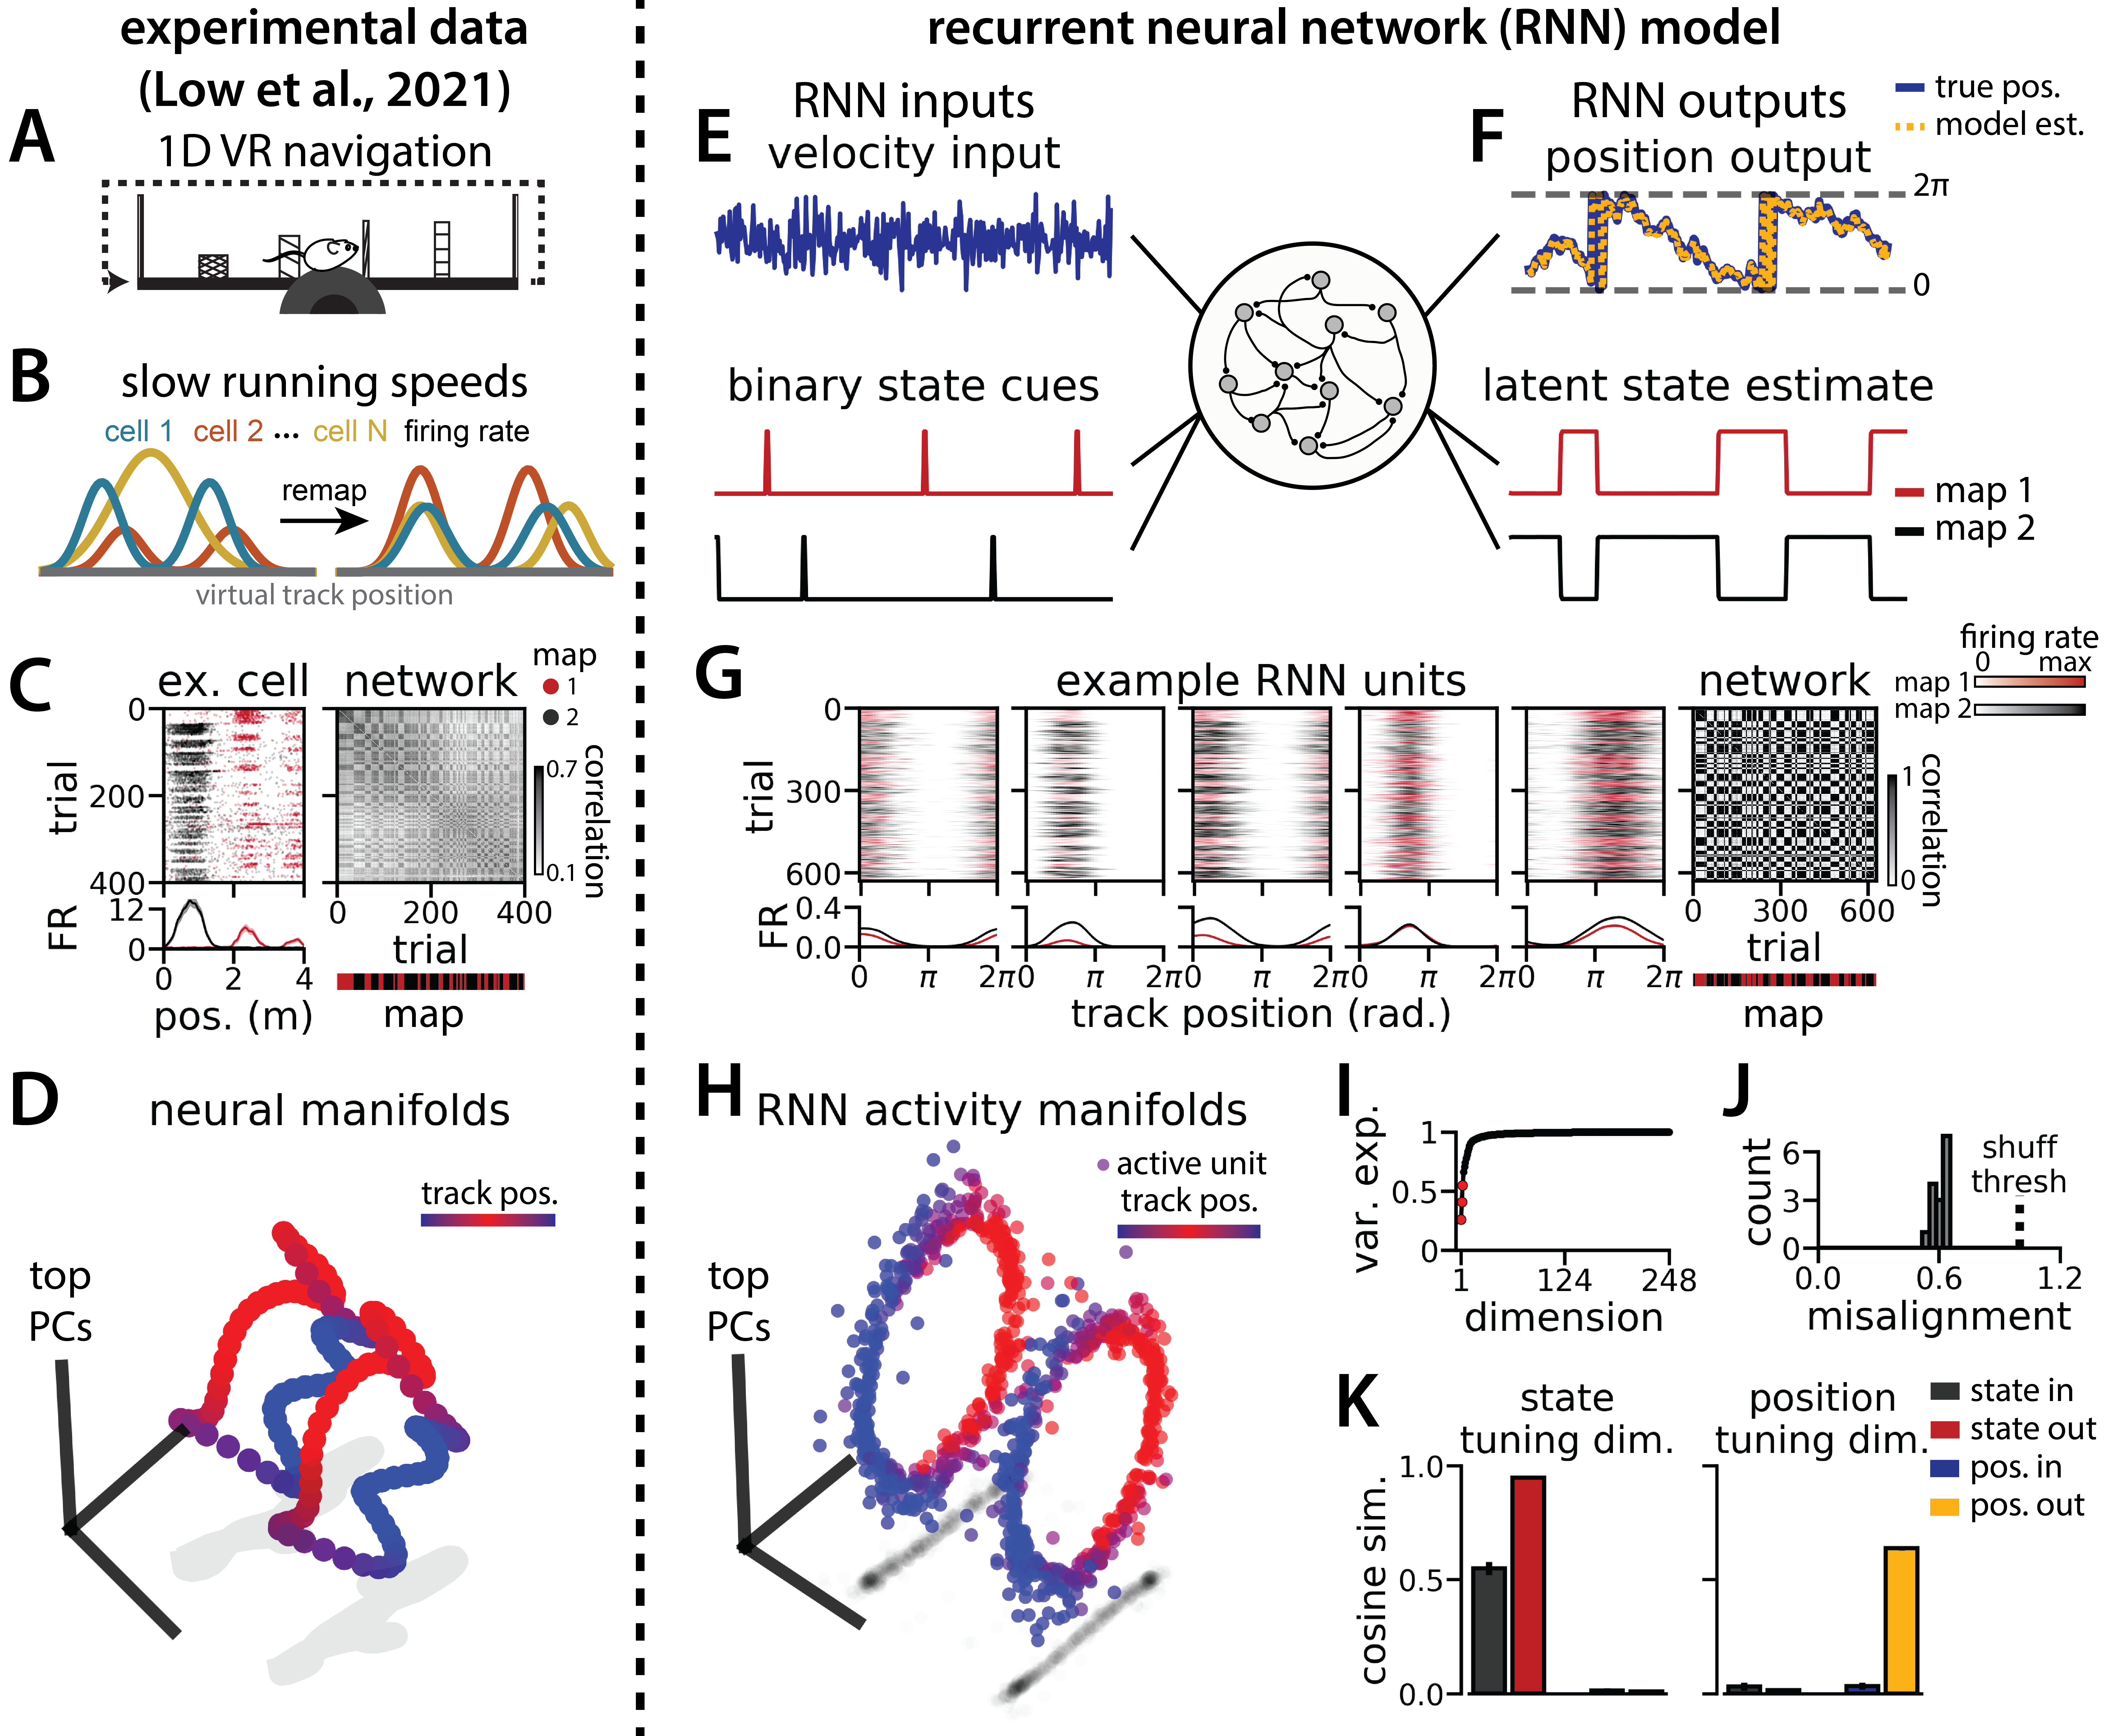 experimental data
(Low et al., 2021)
A
1D VR navigation
B
slow running speeds
cell 1 cell 2 ... cell N firing rate
remap
virtual track position
C
ex. cell
network
map
1
2
trial
0
200
400
correlation
0.7
0.1
FR
12
0
0 2 4
pos. (m)
0 200 400
trial
map
D
neural manifolds
track pos.
top
PCs
recurrent neural network (RNN) model
E
RNN inputs
velocity input
binary state cues
F
RNN outputs
position output
true pos.
model est.
2π
0
latent state estimate
map 1
map 2
G
example RNN units
network
firing rate
0 max
map 1
map 2
trial
0
300
600
FR
0.4
0.0
0 π 2π 0 π 2π 0 π 2π 0 π 2π 0 π 2π
track position (rad.)
correlation
1
0
0 300 600
trial
map
H
RNN activity manifolds
active unit
track pos.
top
PCs
I
var. exp.
1
0.5
0
1 124 248
dimension
J
count
6
3
0
shuff
thresh
0.0 0.6 1.2
misalignment
K
state
tuning dim.
position
tuning dim.
state in
state out
pos. in
pos. out
cosine sim.
1.0
0.5
0.0